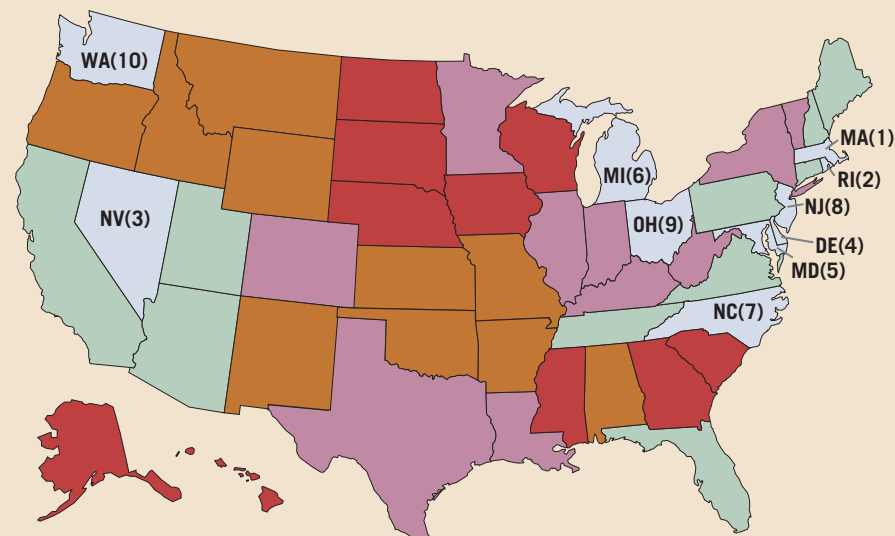 WA(10)
MA(1)
MI(6)
RI(2)
NV(3)
NJ(8)
OH(9)
DE(4)
MD(5)
NC(7)